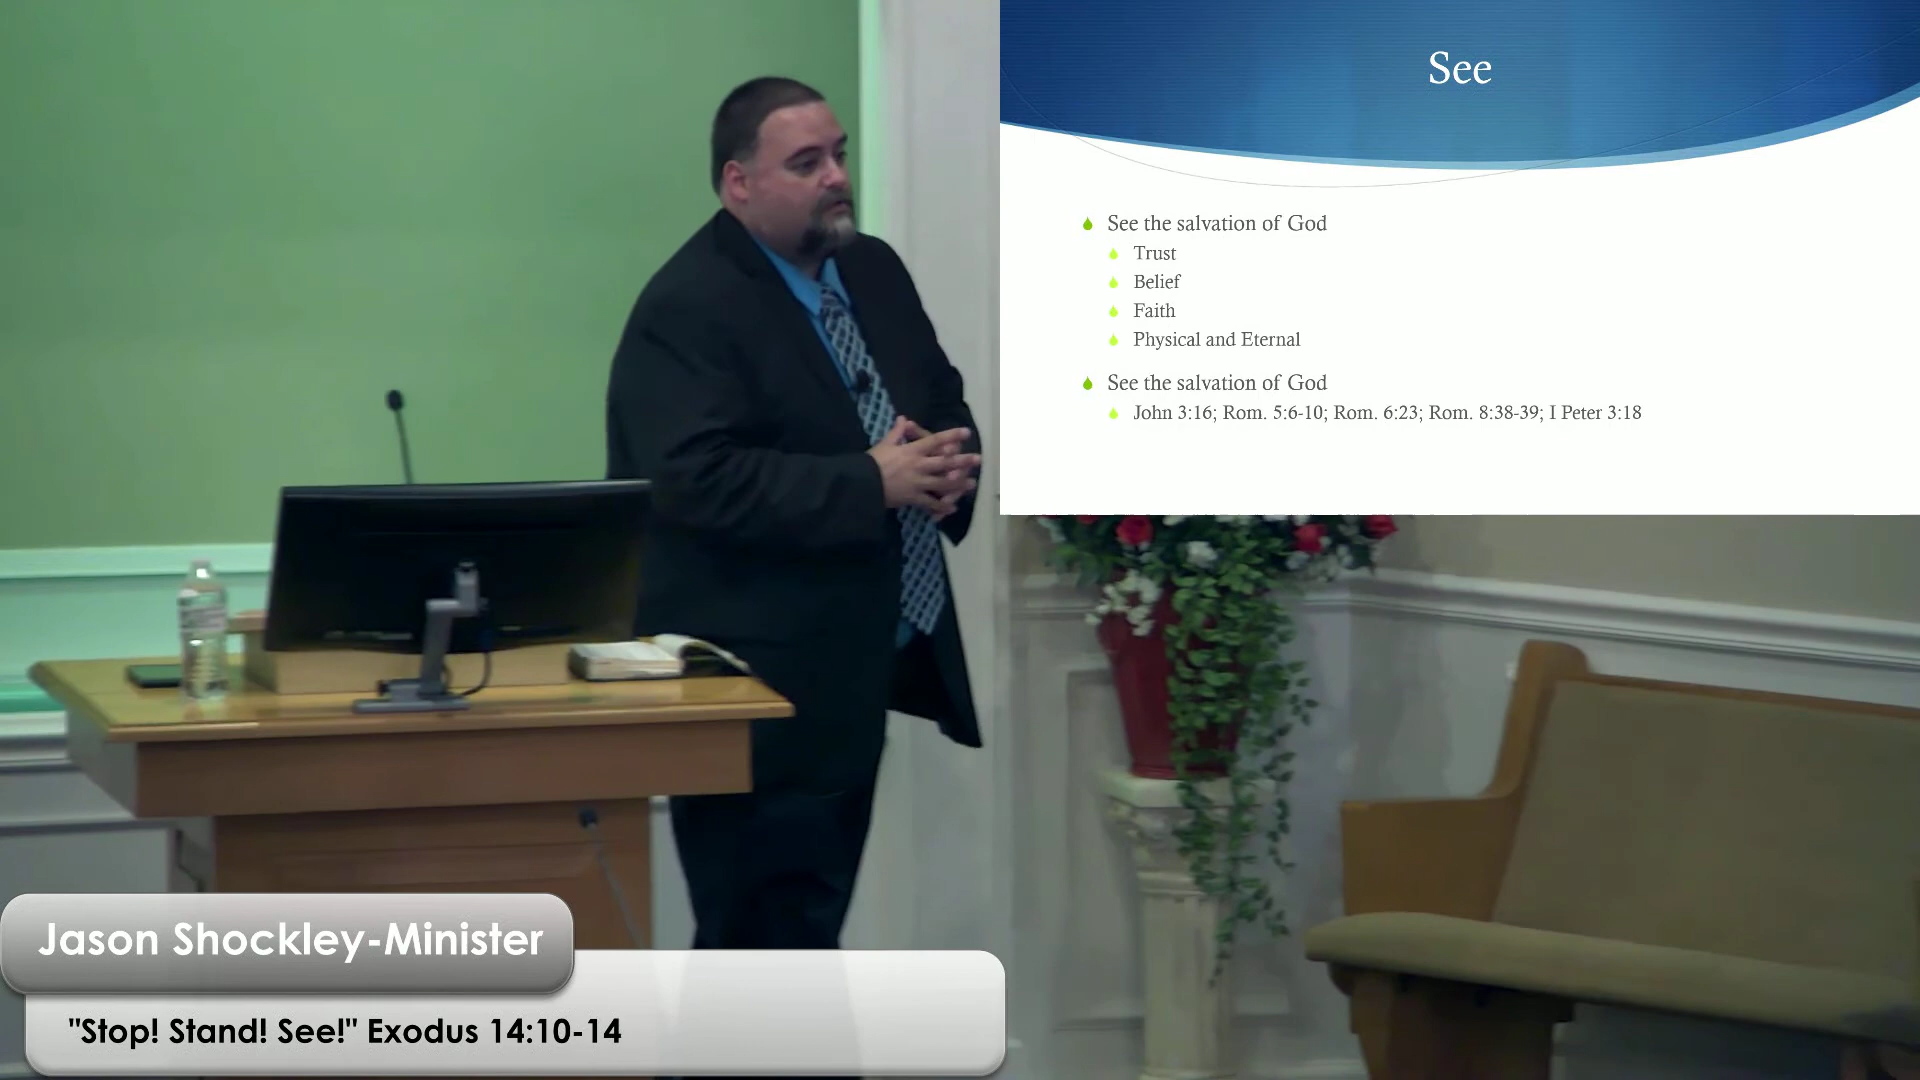 See
See the salvation of God
Trust
Belief
Faith
Physical and Eternal
See the salvation of God
John 3:16; Rom. 5:6-10; Rom. 6:23; Rom. 8:38-39; I Peter 3:18
Jason Shockley-Minister
"Stop! Stand! See!" Exodus 14:10-14